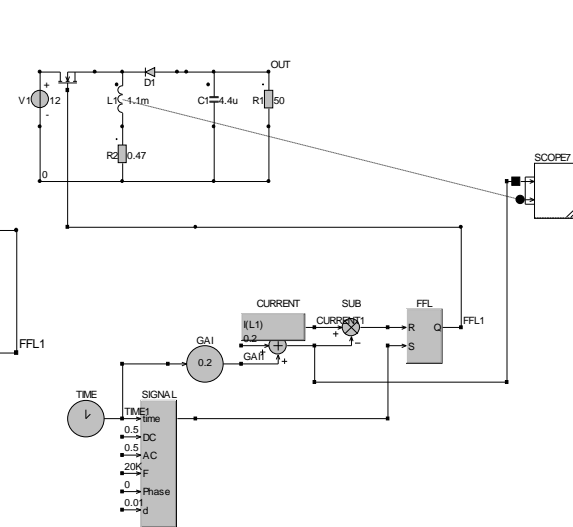 OUT
D1
V1 12
L1 1.1m
C1 4.4u
R1 50
R2 0.47
0
SCOPE7
+
-
FFL1
CURRENT
SUB
FFL
I(L1)
CURRENT1
0.2
+
+
+
−
R Q
FFL1
S
GAI
0.2
GAI1
TIME
SIGNAL
TIME1
time
0.5
DC
0.5
AC
20K
F
0
Phase
0.01
d